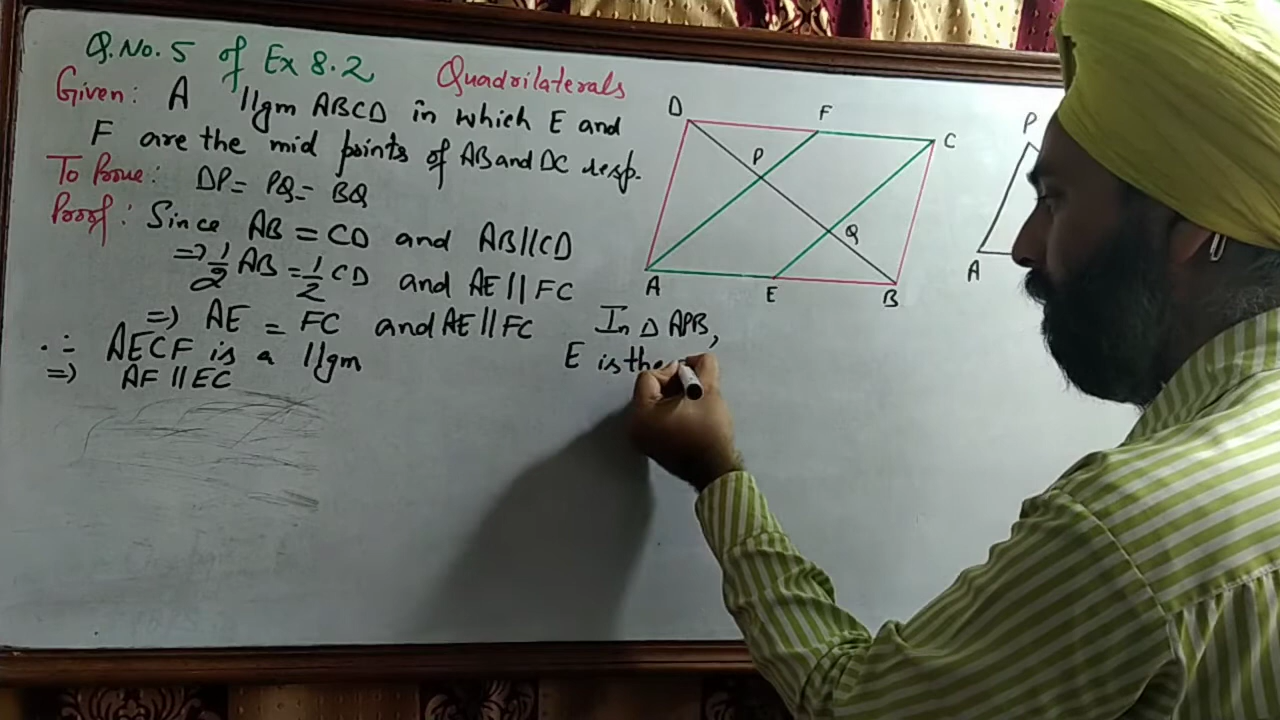 Q.No. 5 of Ex 8.2
Quadrilaterals
Given: A llgm ABCD in which E and
F are the mid points of AB and DC resp.
To Prove: DP = PQ = BQ
Proof: Since AB = CD and AB||CD
=> 1/2 AB = 1/2 CD and AE || FC
=> AE = FC and AE || FC
∴ AECF is a llgm
=> AF || EC
In △ APB,
E is the
D F C
P
Q
A E B
P
A